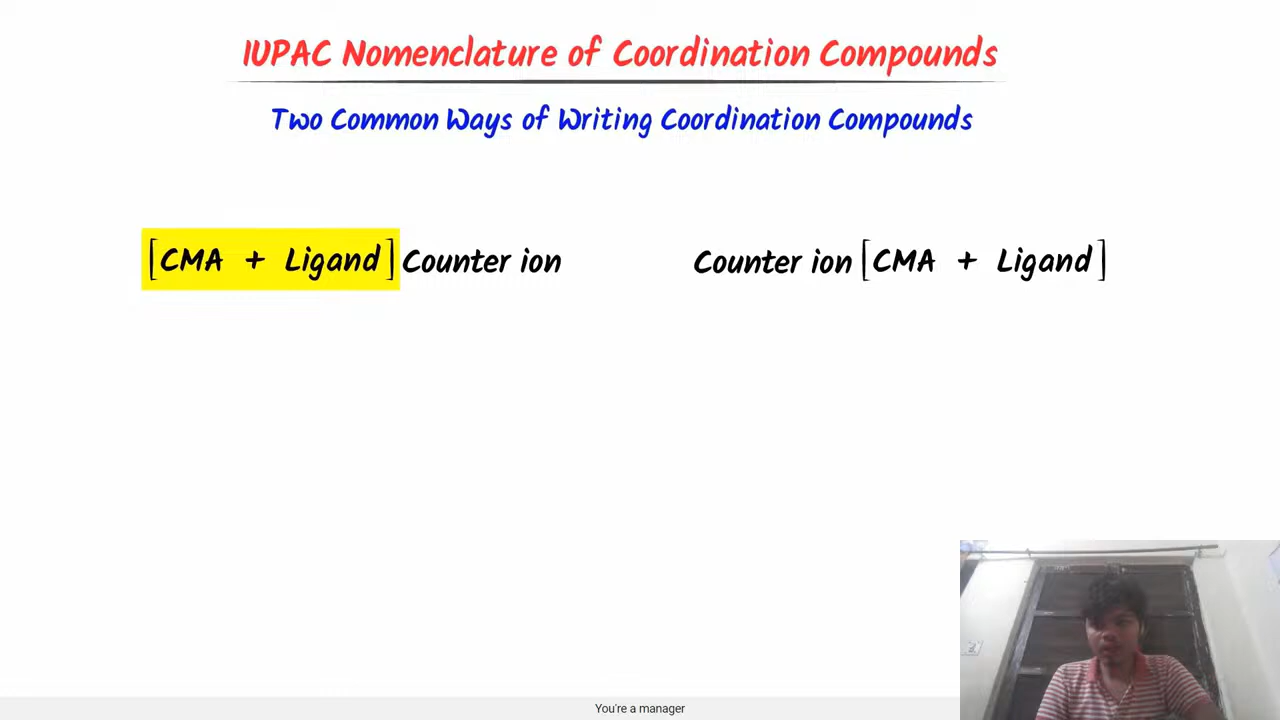 IUPAC Nomenclature of Coordination Compounds
Two Common Ways of Writing Coordination Compounds
[CMA + Ligand] Counter ion
Counter ion [CMA + Ligand]
You're a manager